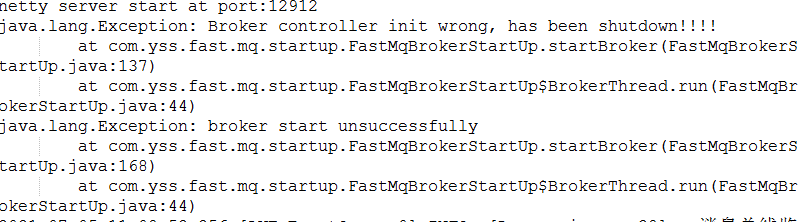 netty server start at port:12912
java.lang.Exception: Broker controller init wrong, has been shutdown!!!!
at com.yss.fast.mq.startup.FastMqBrokerStartUp.startBroker(FastMqBrokerS
tartUp.java:137)
at com.yss.fast.mq.startup.FastMqBrokerStartUp$BrokerThread.run(FastMqBr
okerStartUp.java:44)
java.lang.Exception: broker start unsuccessfully
at com.yss.fast.mq.startup.FastMqBrokerStartUp.startBroker(FastMqBrokerS
tartUp.java:168)
at com.yss.fast.mq.startup.FastMqBrokerStartUp$BrokerThread.run(FastMqBr
okerStartUp.java:44)